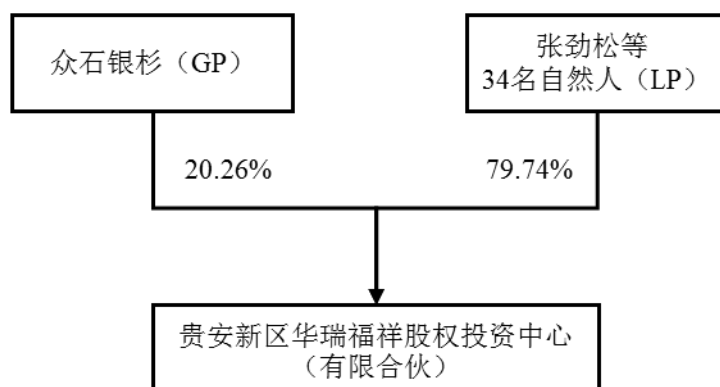 众石银杉（GP）
张劲松等
34名自然人（LP）
20.26%
79.74%
贵安新区华瑞福祥股权投资中心
（有限合伙）